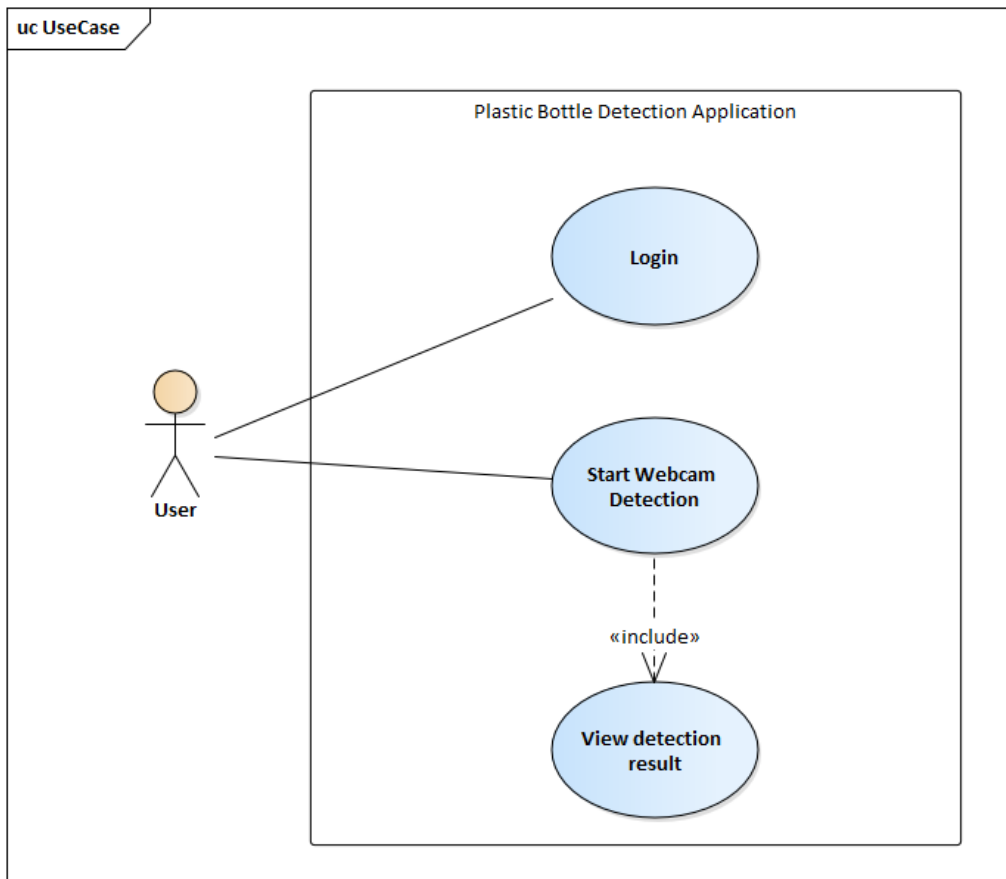 uc UseCase
Plastic Bottle Detection Application
Login
Start Webcam
Detection
User
«include»
View detection
result